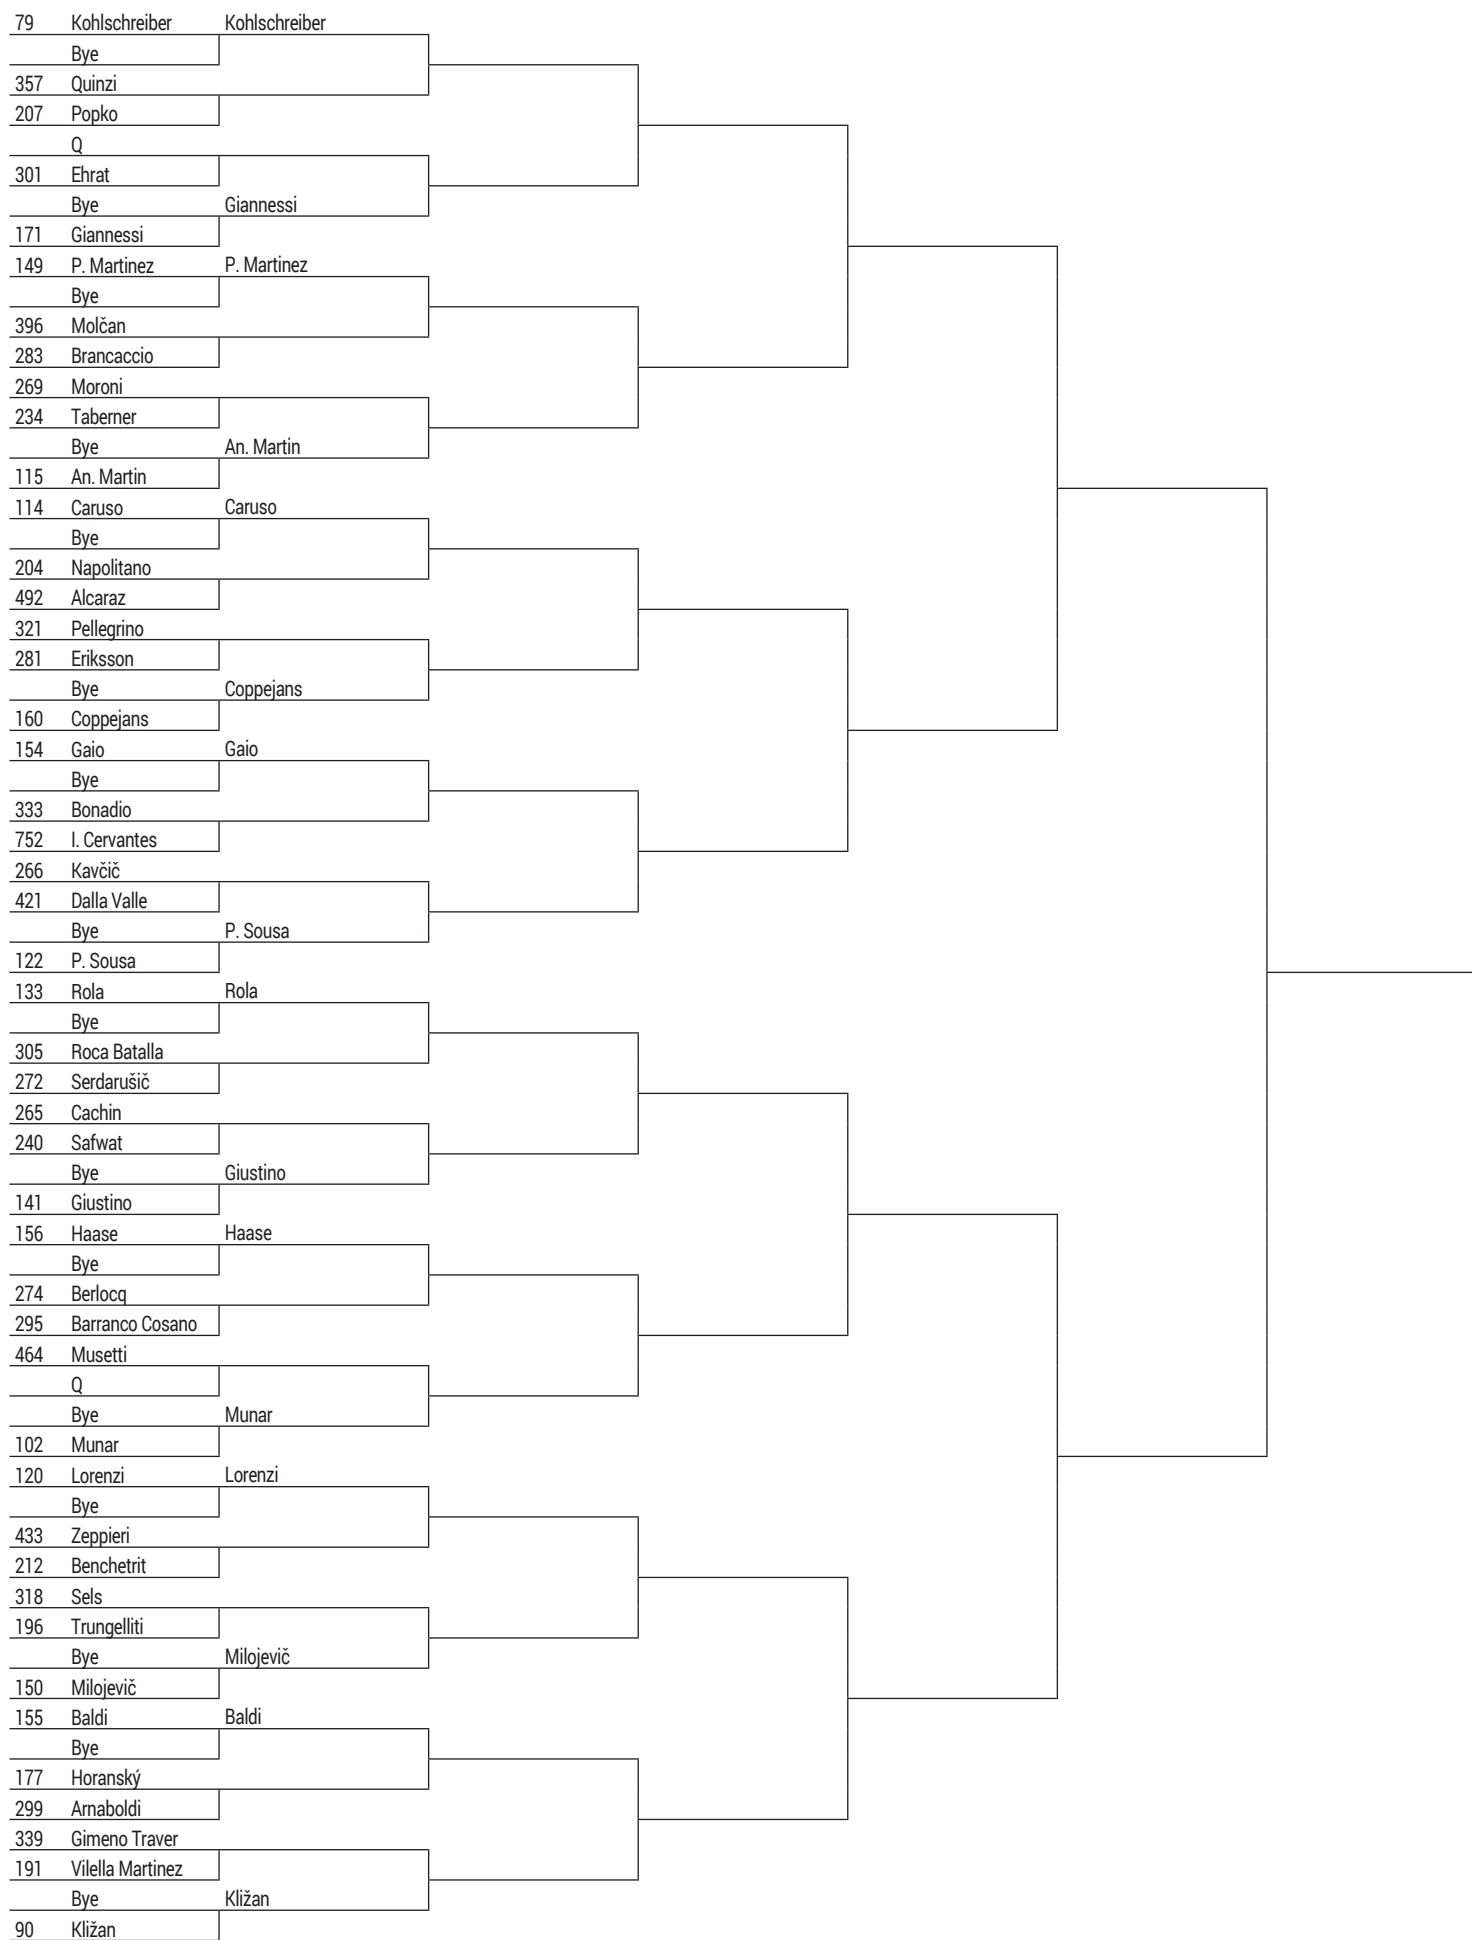 79 Kohlschreiber Kohlschreiber
Bye
357 Quinzi
207 Popko
Q
301 Ehrat
Bye Giannessi
171 Giannessi
149 P. Martinez P. Martinez
Bye
396 Molčan
283 Brancaccio
269 Moroni
234 Taberner
Bye An. Martin
115 An. Martin
114 Caruso Caruso
Bye
204 Napolitano
492 Alcaraz
321 Pellegrino
281 Eriksson
Bye Coppejans
160 Coppejans
154 Gaio Gaio
Bye
333 Bonadio
752 I. Cervantes
266 Kavčič
421 Dalla Valle
Bye P. Sousa
122 P. Sousa
133 Rola Rola
Bye
305 Roca Batalla
272 Serdarušič
265 Cachin
240 Safwat
Bye Giustino
141 Giustino
156 Haase Haase
Bye
274 Berlocq
295 Barranco Cosano
464 Musetti
Q
Bye Munar
102 Munar
120 Lorenzi Lorenzi
Bye
433 Zeppieri
212 Benchetrit
318 Sels
196 Trungelliti
Bye Milojevič
150 Milojevič
155 Baldi Baldi
Bye
177 Horanský
299 Arnaboldi
339 Gimeno Traver
191 Vilella Martinez
Bye Kližan
90 Kližan